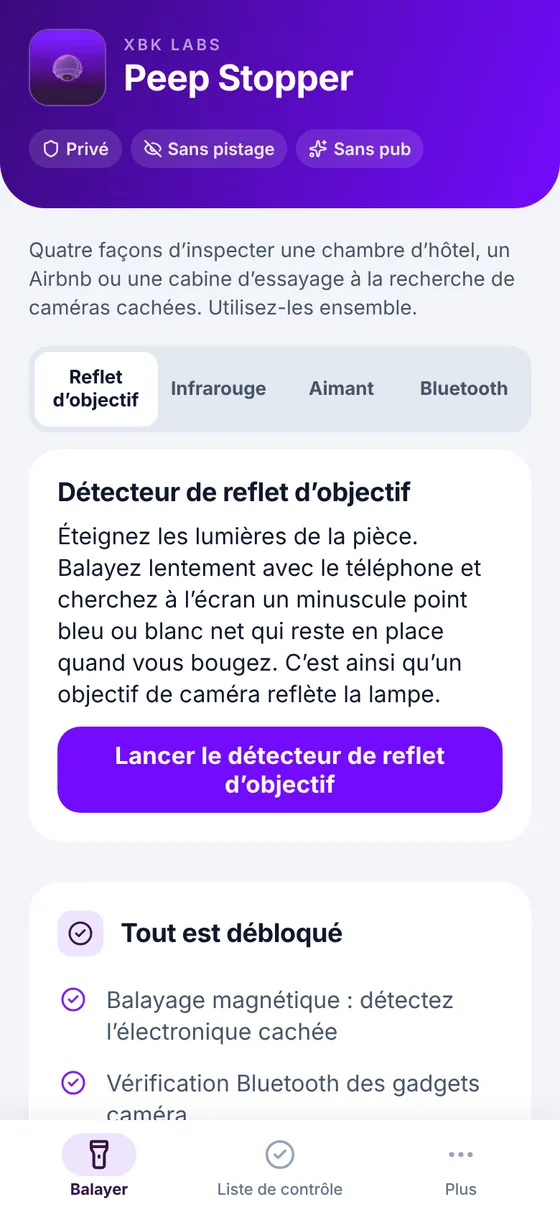 XBK LABS
Peep Stopper
Privé
Sans pistage
Sans pub
Quatre façons d’inspecter une chambre d’hôtel, un
Airbnb ou une cabine d’essayage à la recherche de
caméras cachées. Utilisez-les ensemble.
Reflet
d’objectif
Infrarouge
Aimant
Bluetooth
Détecteur de reflet d’objectif
Éteignez les lumières de la pièce.
Balayez lentement avec le téléphone et
cherchez à l’écran un minuscule point
bleu ou blanc net qui reste en place
quand vous bougez. C’est ainsi qu’un
objectif de caméra reflète la lampe.
Lancer le détecteur de reflet
d’objectif
Tout est débloqué
Balayage magnétique : détectez
l’électronique cachée
Vérification Bluetooth des gadgets
caméra
Balayer
Liste de contrôle
Plus